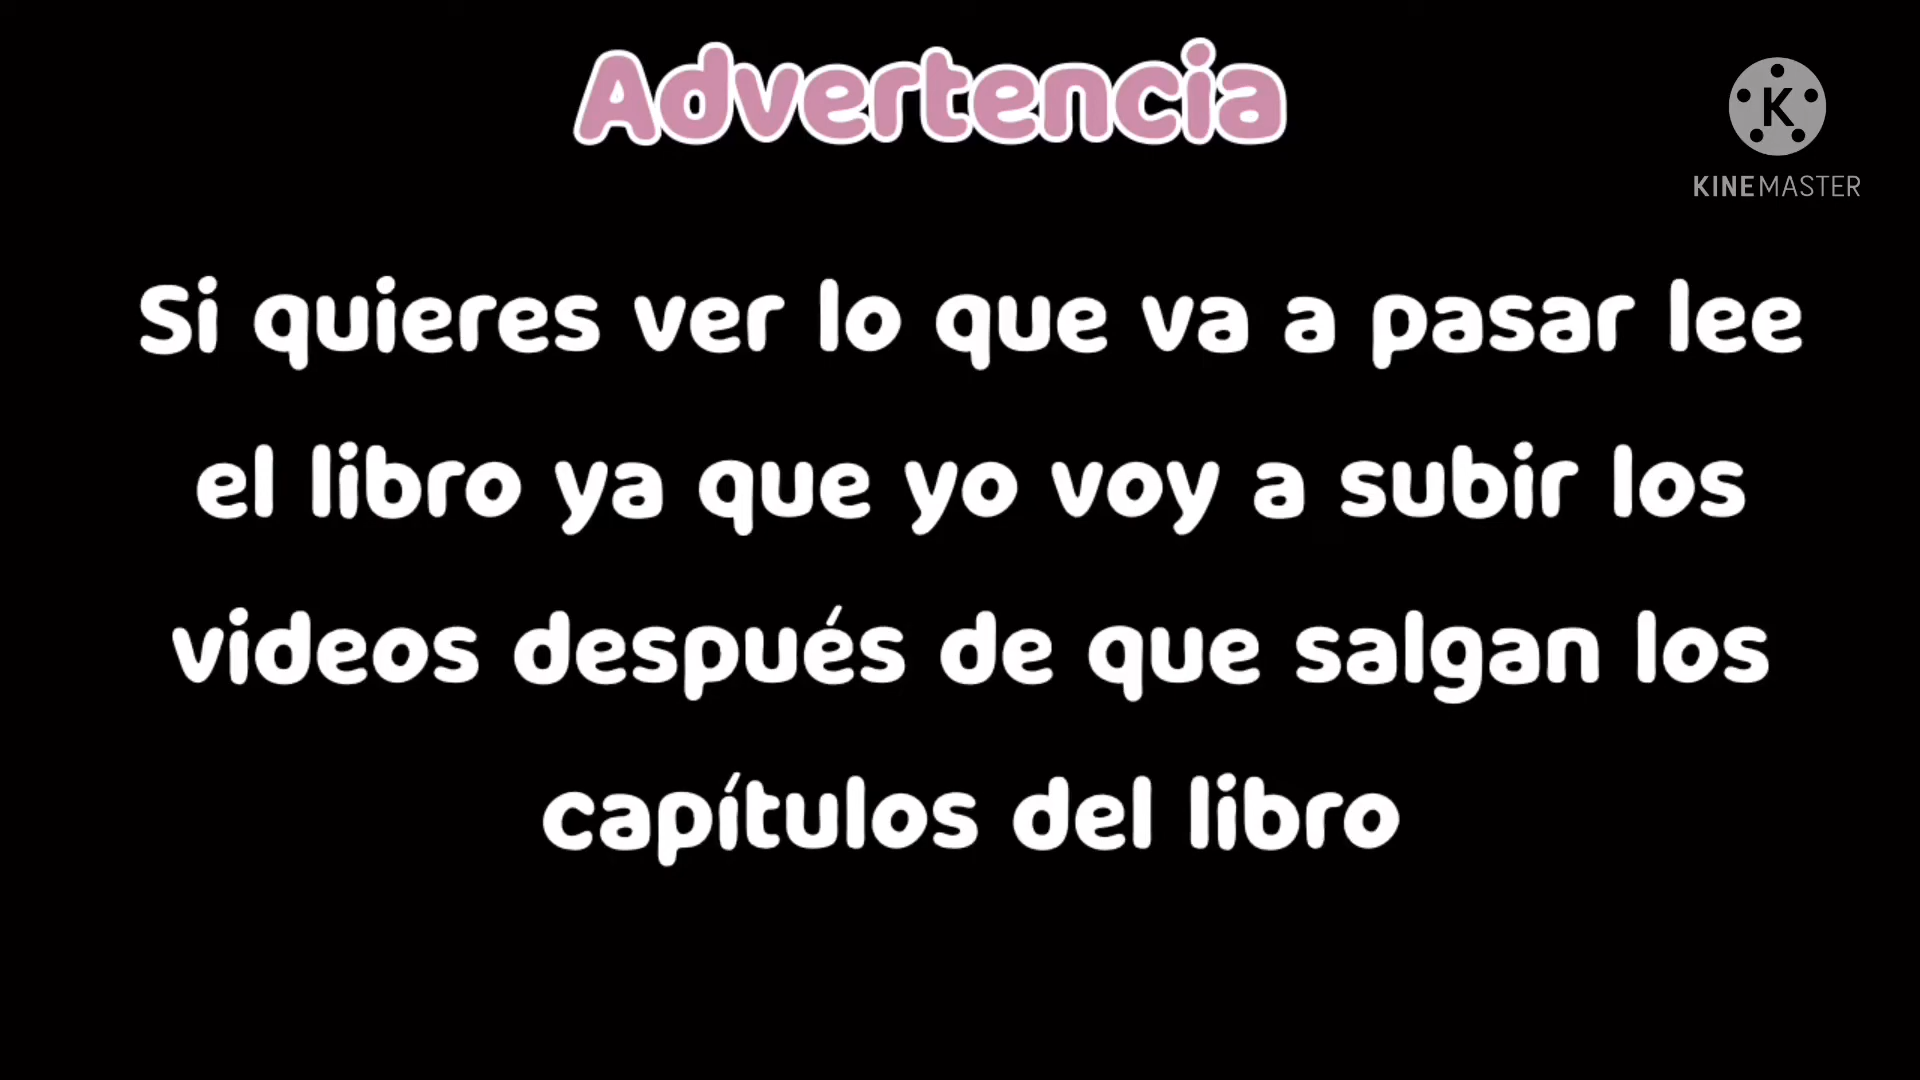 Advertencia
K
KINEMASTER
Si quieres ver lo que va a pasar lee
el libro ya que yo voy a subir los
videos después de que salgan los
capítulos del libro